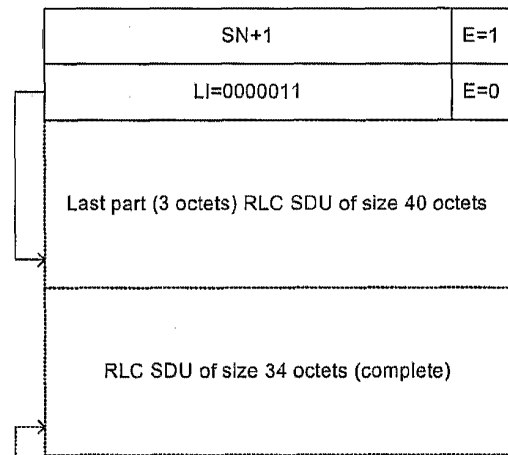 SN+1 E=1
LI=0000011 E=0
Last part (3 octets) RLC SDU of size 40 octets
RLC SDU of size 34 octets (complete)